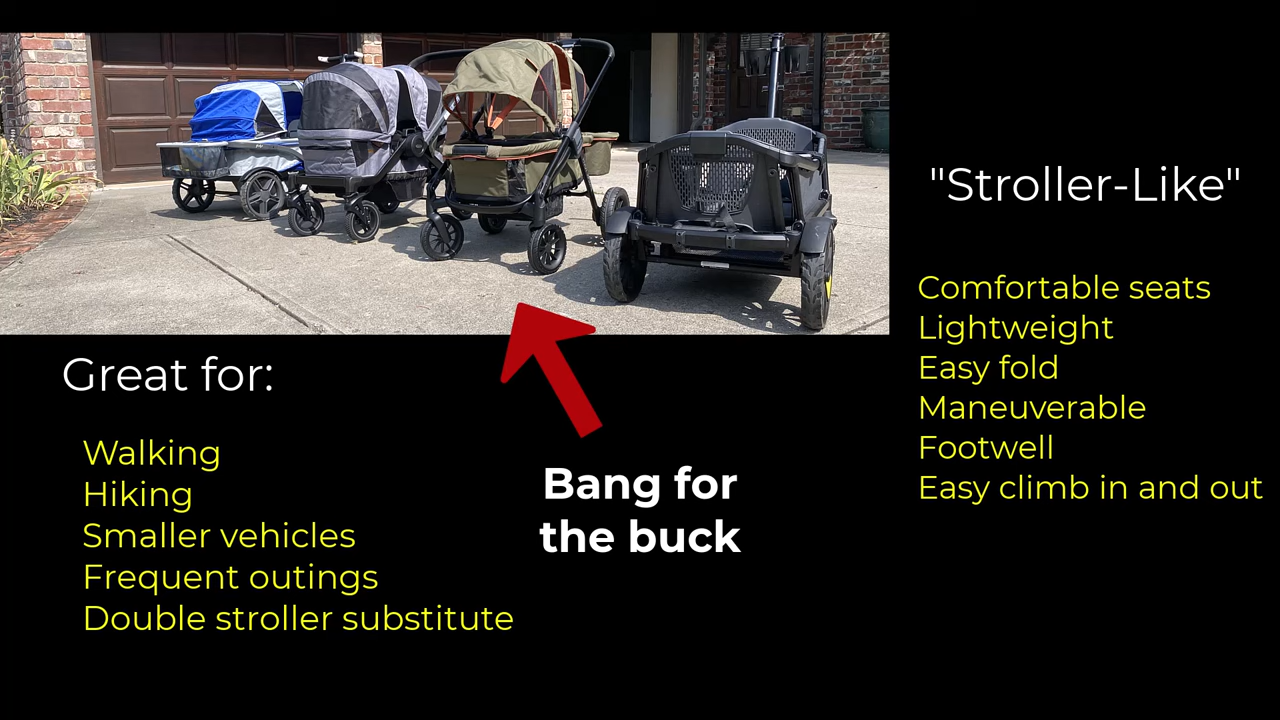 "Stroller-Like"
Comfortable seats
Lightweight
Easy fold
Maneuverable
Footwell
Easy climb in and out
Great for:
Walking
Hiking
Smaller vehicles
Frequent outings
Double stroller substitute
Bang for
the buck